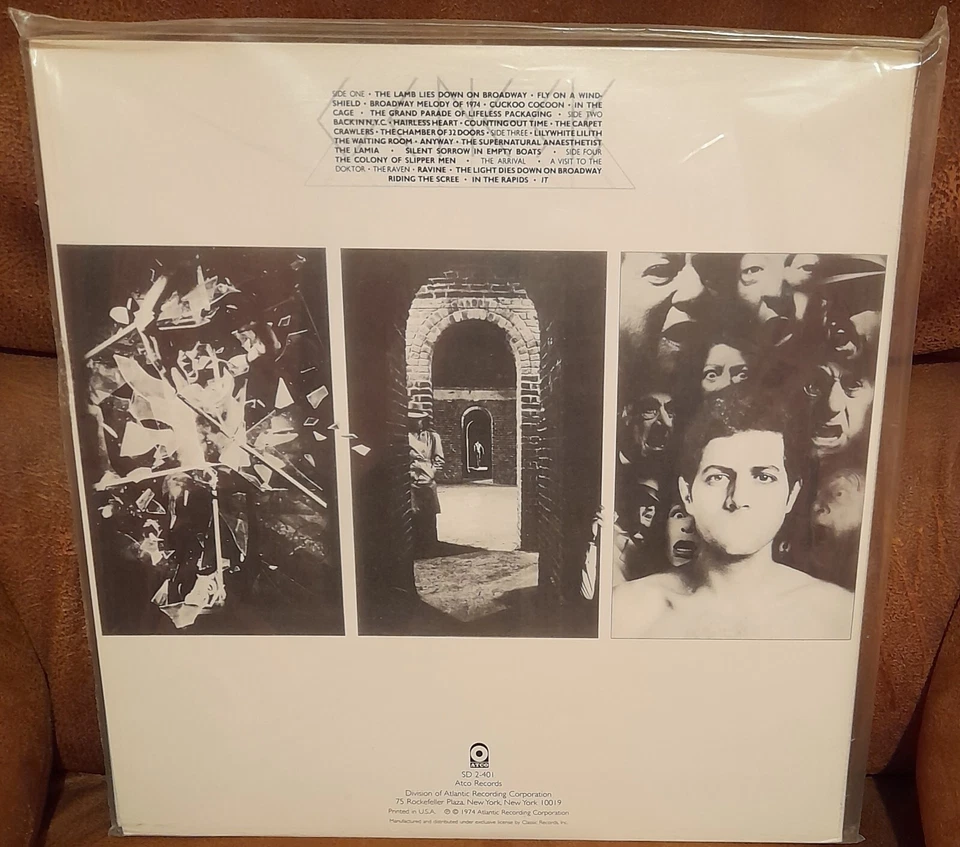 GENESIS
SIDE ONE • THE LAMB LIES DOWN ON BROADWAY • FLY ON A WIND-
SHIELD • BROADWAY MELODY OF 1974 • CUCKOO COCOON • IN THE
CAGE • THE GRAND PARADE OF LIFELESS PACKAGING • SIDE TWO
BACK IN N.Y.C. • HAIRLESS HEART • COUNTING OUT TIME • THE CARPET
CRAWLERS • THE CHAMBER OF 32 DOORS • SIDE THREE • LILYWHITE LILITH
THE WAITING ROOM • ANYWAY • THE SUPERNATURAL ANAESTHETIST
THE LAMIA • SILENT SORROW IN EMPTY BOATS • SIDE FOUR
THE COLONY OF SLIPPER MEN • THE ARRIVAL • A VISIT TO THE
DOKTOR • THE RAVEN • RAVINE • THE LIGHT DIES DOWN ON BROADWAY
RIDING THE SCREE • IN THE RAPIDS • IT
ATCO
SD 2-401
Atco Records
Division of Atlantic Recording Corporation
75 Rockefeller Plaza, New York, New York 10019
Printed in U.S.A. ℗ © 1974 Atlantic Recording Corporation
Manufactured and distributed under exclusive license by Classic Records Inc.